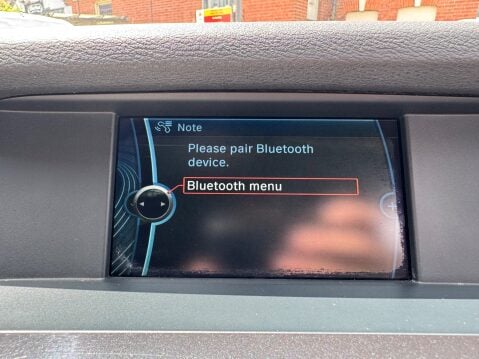 Note
Please pair Bluetooth
device.
Bluetooth menu